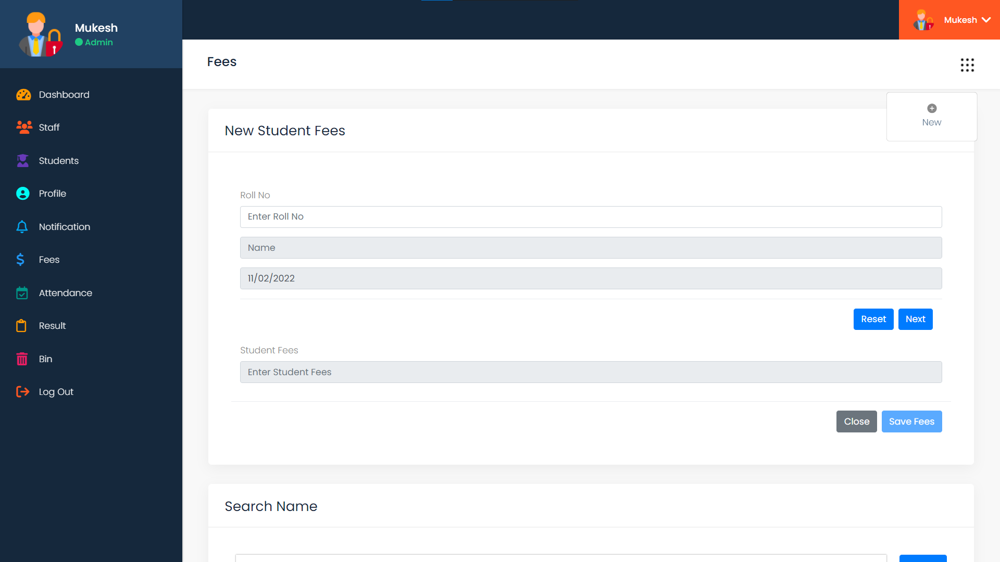 Mukesh
Admin
Mukesh
Dashboard
Staff
Students
Profile
Notification
Fees
Attendance
Result
Bin
Log Out
Fees
New
New Student Fees
Roll No
Enter Roll No
Name
11/02/2022
Reset Next
Student Fees
Enter Student Fees
Close Save Fees
Search Name